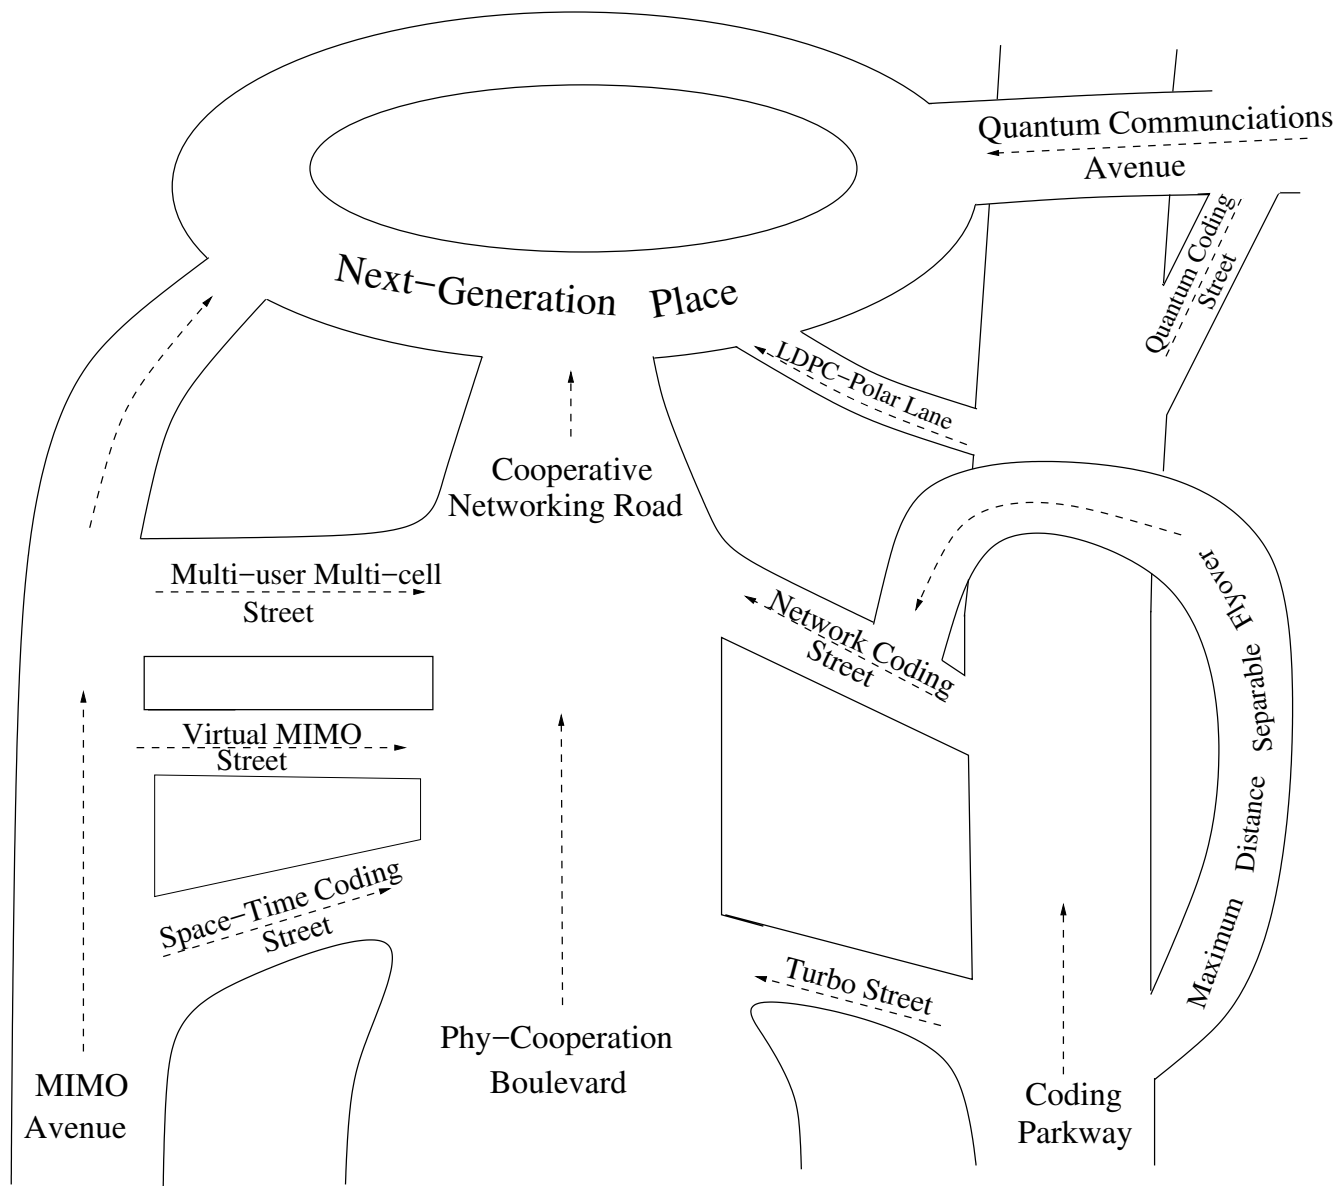 Quantum Communciations
Avenue
Quantum Coding
Street
Next−Generation Place
LDPC−Polar Lane
Cooperative
Networking Road
Multi−user Multi−cell
Street
Network Coding
Street
Maximum Distance Separable Flyover
Virtual MIMO
Street
Space−Time Coding
Street
Turbo Street
Phy−Cooperation
Boulevard
MIMO
Avenue
Coding
Parkway